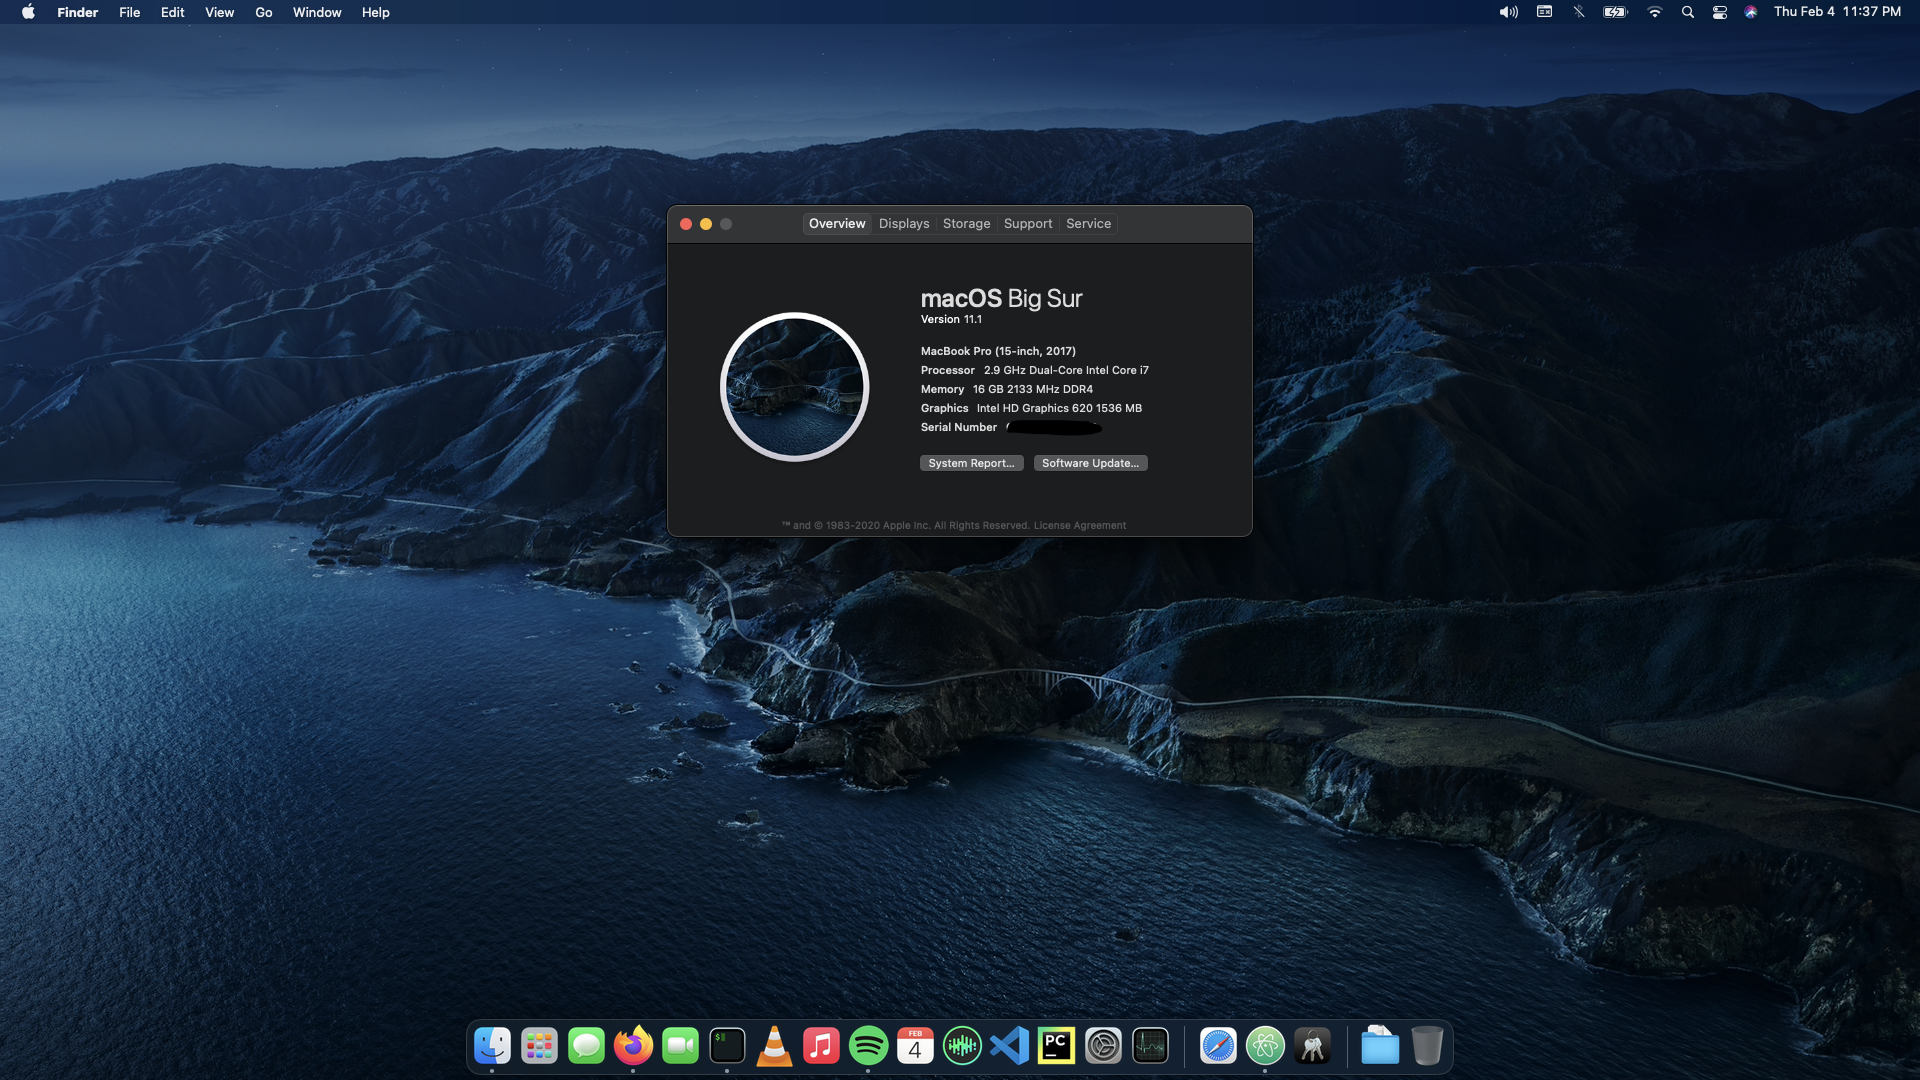 Finder File Edit View Go Window Help
Thu Feb 4 11:37 PM
Overview Displays Storage Support Service
macOS Big Sur
Version 11.1
MacBook Pro (15-inch, 2017)
Processor 2.9 GHz Dual-Core Intel Core i7
Memory 16 GB 2133 MHz DDR4
Graphics Intel HD Graphics 620 1536 MB
Serial Number
System Report... Software Update...
™ and © 1983-2020 Apple Inc. All Rights Reserved. License Agreement
$
FEB
4
PC